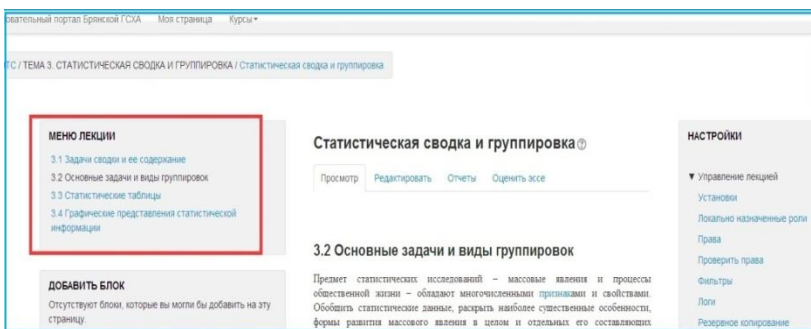 овательный портал Брянской ГСХА Моя страница Курсы
ТС / ТЕМА 3. СТАТИСТИЧЕСКАЯ СВОДКА И ГРУППИРОВКА / Статистическая сводка и группировка
МЕНЮ ЛЕКЦИИ
3.1 Задачи сводки и ее содержание
3.2 Основные задачи и виды группировок
3.3 Статистические таблицы
3.4 Графические представления статистической
информации
ДОБАВИТЬ БЛОК
Отсутствуют блоки, которые вы могли бы добавить на эту
страницу.
Статистическая сводка и группировка
Просмотр Редактировать Отчеты Оценить эссе
3.2 Основные задачи и виды группировок
Предмет статистических исследований – массовые явления и процессы
общественной жизни – обладают многочисленными признаками и свойствами.
Обобщить статистические данные, раскрыть наиболее существенные особенности,
формы развития массового явления в целом и отдельных его составляющих
НАСТРОЙКИ
▼ Управление лекцией
Установки
Локально назначенные роли
Права
Проверить права
Фильтры
Логи
Резервное копирование